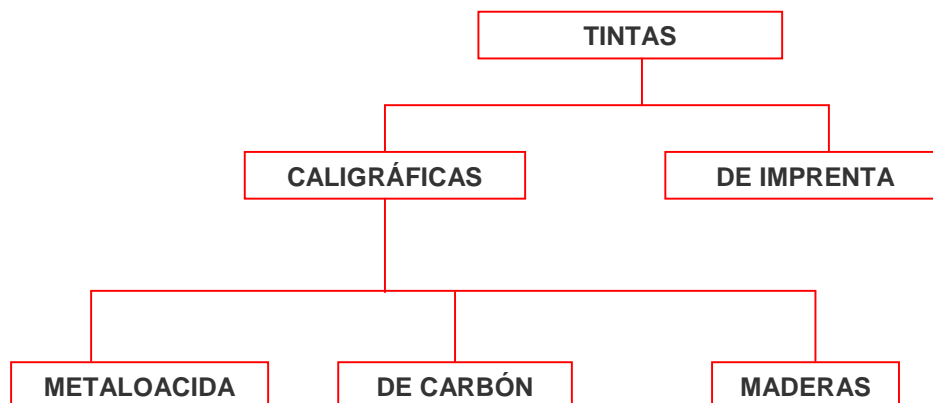 TINTAS
CALIGRÁFICAS
DE IMPRENTA
METALOACIDA
DE CARBÓN
MADERAS